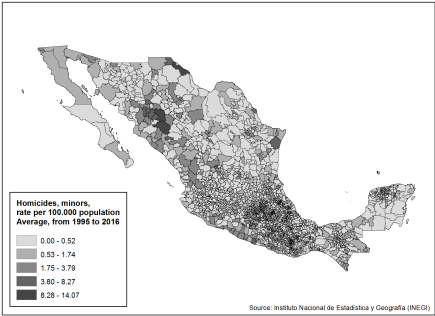 Homicides, minors,
rate per 100.000 population
Average, from 1995 to 2016
0.00 - 0.52
0.53 - 1.74
1.75 - 3.79
3.80 - 8.27
8.28 - 14.07
Source: Instituto Nacional de Estadística y Geografía (INEGI)